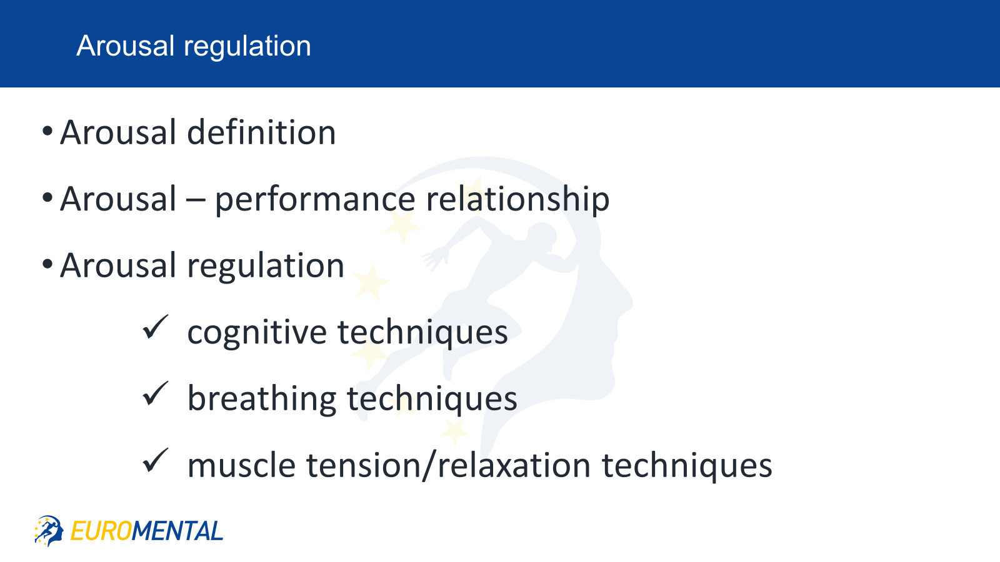 Arousal regulation
• Arousal definition
• Arousal – performance relationship
• Arousal regulation
✓ cognitive techniques
✓ breathing techniques
✓ muscle tension/relaxation techniques
EUROMENTAL